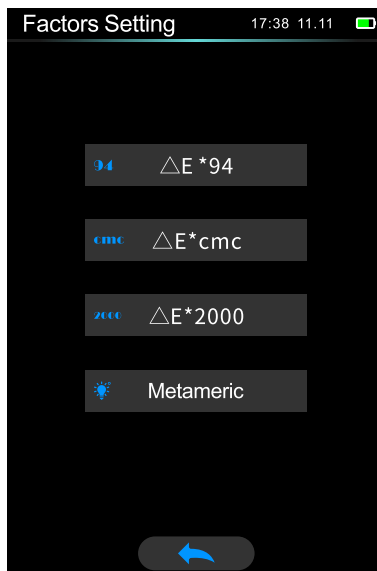 Factors Setting 17:38 11.11
94 △E *94
cmc △E*cmc
2000 △E*2000
Metameric